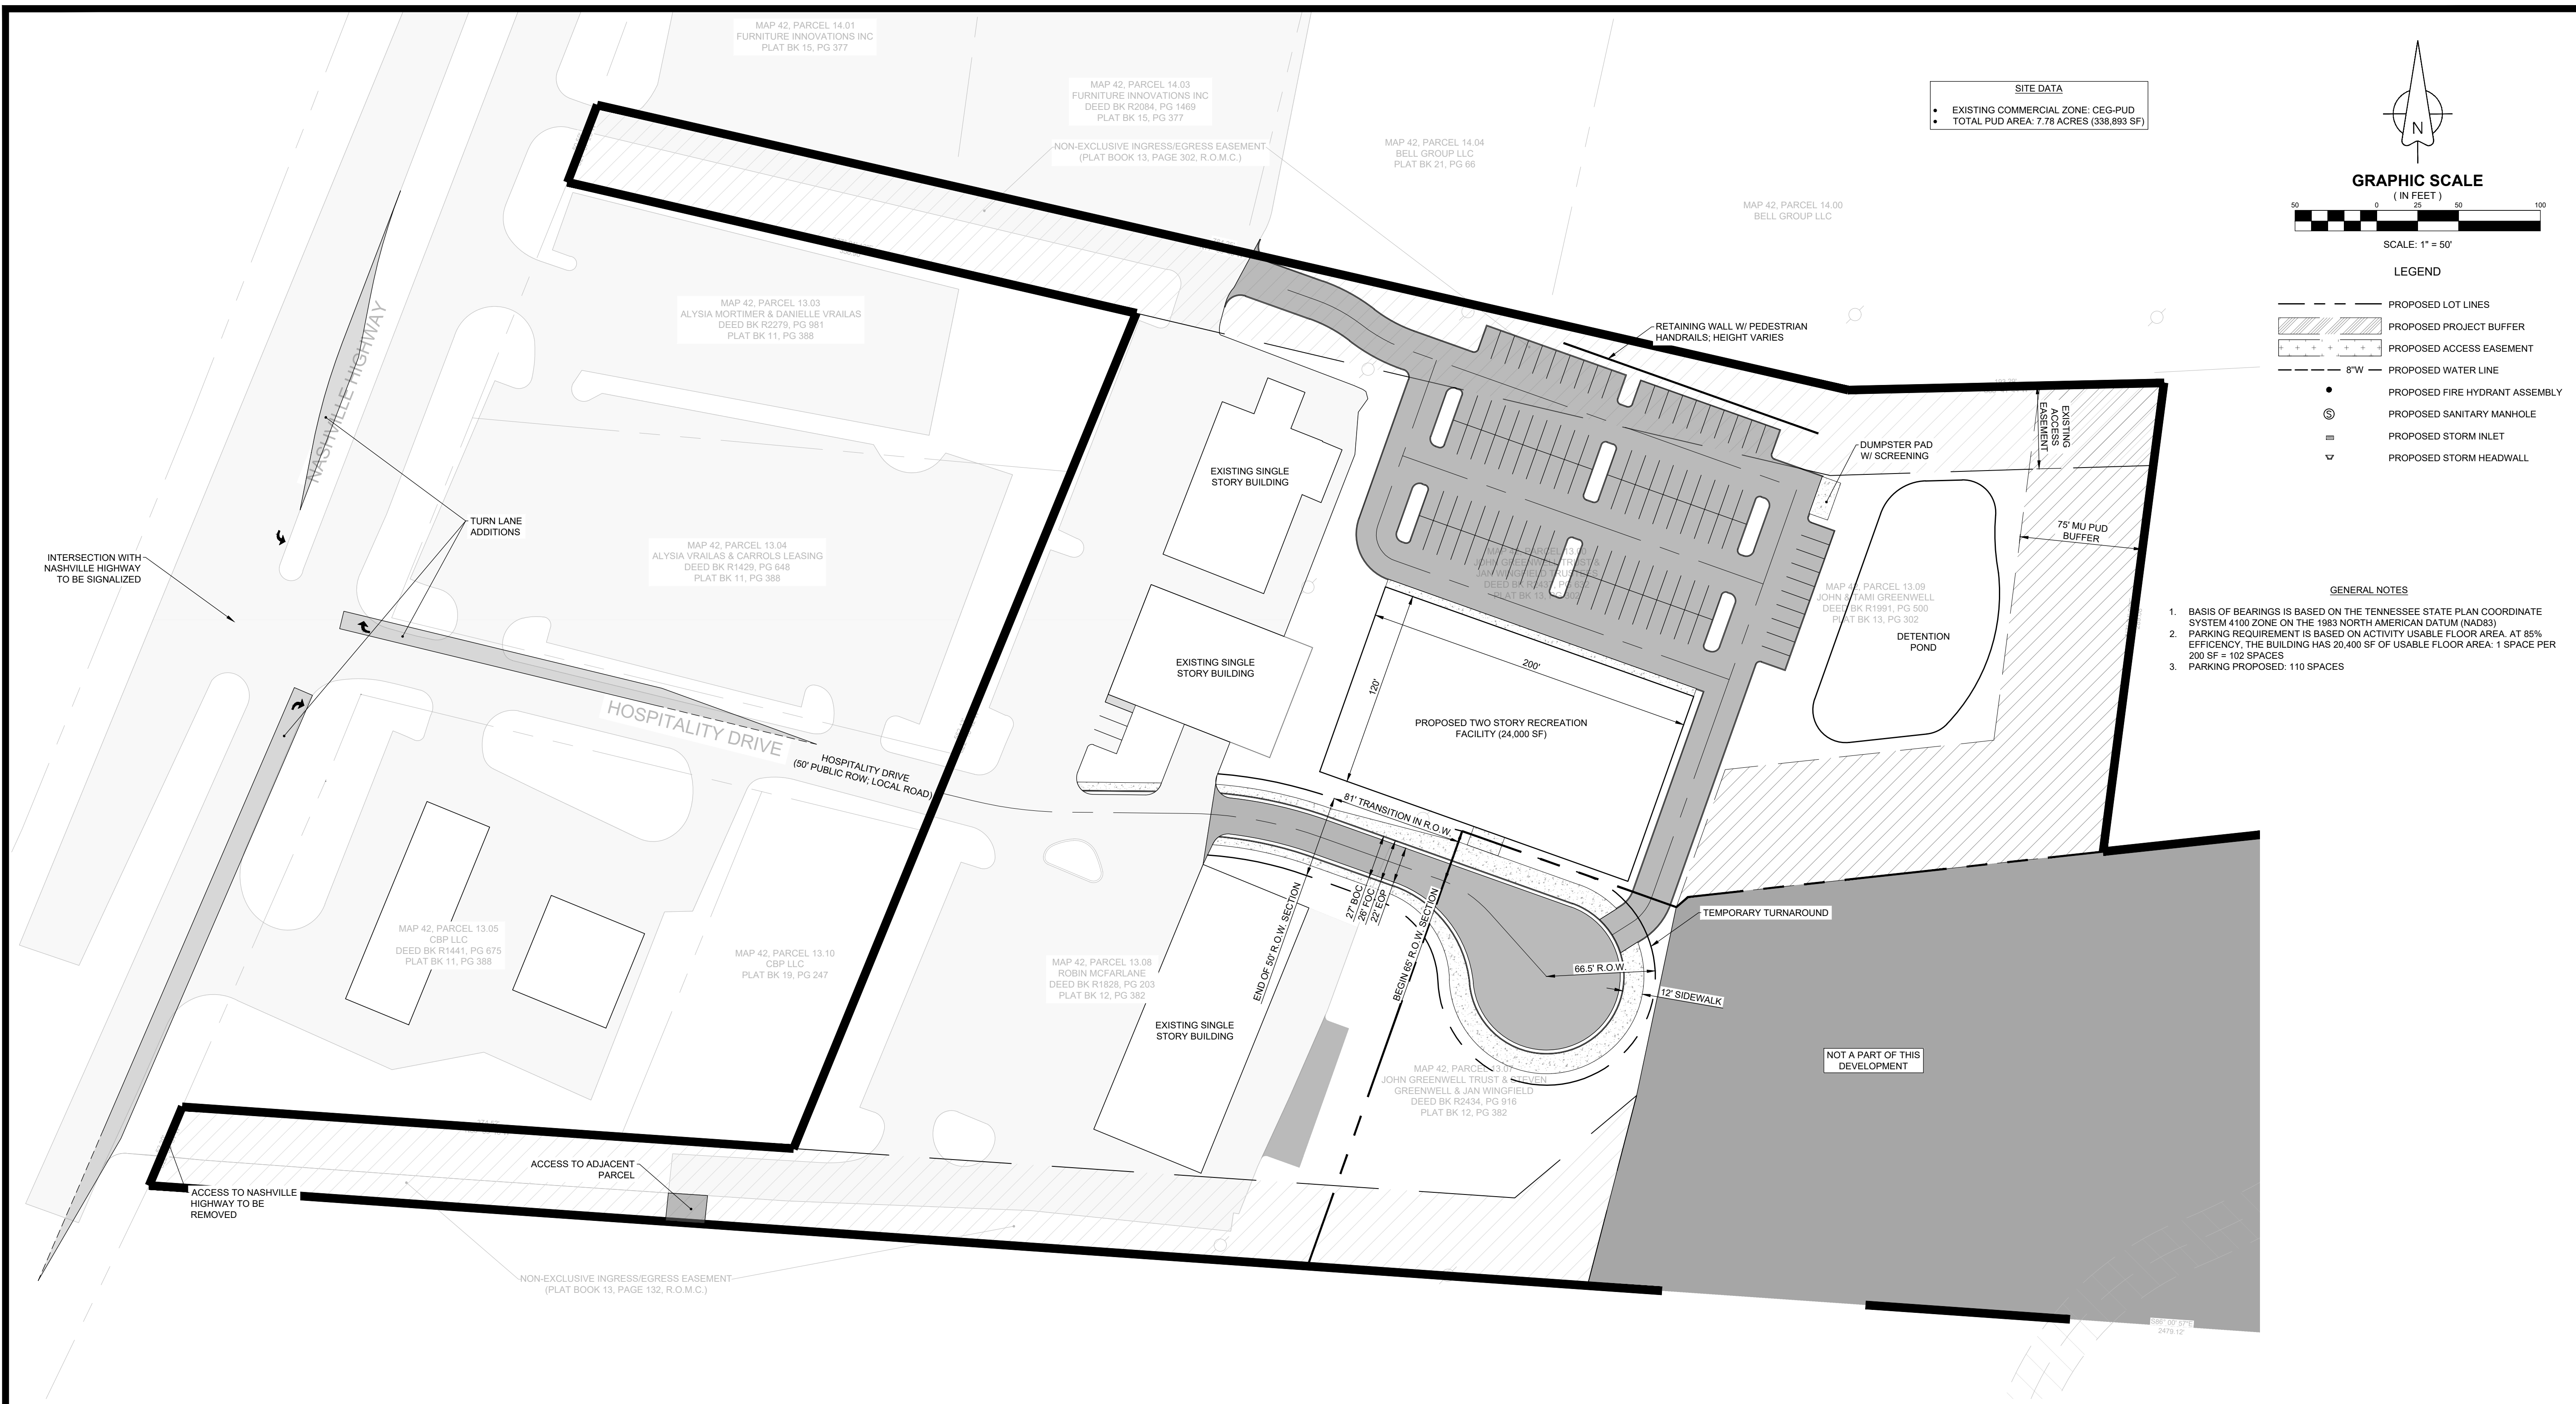 MAP 42, PARCEL 14.01
FURNITURE INNOVATIONS INC
PLAT BK 15, PG 377
MAP 42, PARCEL 14.03
FURNITURE INNOVATIONS INC
DEED BK R2084, PG 1469
PLAT BK 15, PG 377
NON-EXCLUSIVE INGRESS/EGRESS EASEMENT
(PLAT BOOK 13, PAGE 302, R.O.M.C.)
MAP 42, PARCEL 14.04
BELL GROUP LLC
PLAT BK 21, PG 66
MAP 42, PARCEL 14.00
BELL GROUP LLC
SITE DATA
• EXISTING COMMERCIAL ZONE: CEG-PUD
• TOTAL PUD AREA: 7.78 ACRES (338,893 SF)
N
GRAPHIC SCALE
( IN FEET )
50 0 25 50 100
SCALE: 1" = 50'
LEGEND
PROPOSED LOT LINES
PROPOSED PROJECT BUFFER
PROPOSED ACCESS EASEMENT
8"W PROPOSED WATER LINE
PROPOSED FIRE HYDRANT ASSEMBLY
S PROPOSED SANITARY MANHOLE
PROPOSED STORM INLET
PROPOSED STORM HEADWALL
GENERAL NOTES
1. BASIS OF BEARINGS IS BASED ON THE TENNESSEE STATE PLAN COORDINATE
SYSTEM 4100 ZONE ON THE 1983 NORTH AMERICAN DATUM (NAD83)
2. PARKING REQUIREMENT IS BASED ON ACTIVITY USABLE FLOOR AREA. AT 85%
EFFICENCY, THE BUILDING HAS 20,400 SF OF USABLE FLOOR AREA: 1 SPACE PER
200 SF = 102 SPACES
3. PARKING PROPOSED: 110 SPACES
MAP 42, PARCEL 13.03
ALYSIA MORTIMER & DANIELLE VRAILAS
DEED BK R2279, PG 981
PLAT BK 11, PG 388
NASHVILLE HIGHWAY
RETAINING WALL W/ PEDESTRIAN
HANDRAILS; HEIGHT VARIES
EXISTING
ACCESS
EASEMENT
DUMPSTER PAD
W/ SCREENING
75' MU PUD
BUFFER
EXISTING SINGLE
STORY BUILDING
TURN LANE
ADDITIONS
INTERSECTION WITH
NASHVILLE HIGHWAY
TO BE SIGNALIZED
MAP 42, PARCEL 13.04
ALYSIA VRAILAS & CARROLS LEASING
DEED BK R1429, PG 648
PLAT BK 11, PG 388
JOHN GREENWELL TRUST &
JAN WINGFIELD TRUSTEES
MAP 42, PARCEL 13.09
JOHN & TAMI GREENWELL
DEED BK R1991, PG 500
PLAT BK 13, PG 302
DETENTION
POND
EXISTING SINGLE
STORY BUILDING
200'
120'
PROPOSED TWO STORY RECREATION
FACILITY (24,000 SF)
HOSPITALITY DRIVE
HOSPITALITY DRIVE
(50' PUBLIC ROW; LOCAL ROAD)
81' TRANSITION IN R.O.W.
27' BOC
26' FOC
22' EOP
END OF 50' R.O.W. SECTION
BEGIN 65' R.O.W. SECTION
TEMPORARY TURNAROUND
66.5' R.O.W.
12' SIDEWALK
MAP 42, PARCEL 13.05
CBP LLC
DEED BK R1441, PG 675
PLAT BK 11, PG 388
MAP 42, PARCEL 13.10
CBP LLC
PLAT BK 19, PG 247
MAP 42, PARCEL 13.08
ROBIN MCFARLANE
DEED BK R1828, PG 203
PLAT BK 12, PG 382
EXISTING SINGLE
STORY BUILDING
MAP 42, PARCEL 13.07
JOHN GREENWELL TRUST & STEVEN
GREENWELL & JAN WINGFIELD
DEED BK R2434, PG 916
PLAT BK 12, PG 382
NOT A PART OF THIS
DEVELOPMENT
ACCESS TO ADJACENT
PARCEL
ACCESS TO NASHVILLE
HIGHWAY TO BE
REMOVED
NON-EXCLUSIVE INGRESS/EGRESS EASEMENT
(PLAT BOOK 13, PAGE 132, R.O.M.C.)
S86° 00' 57"E
2479.12'